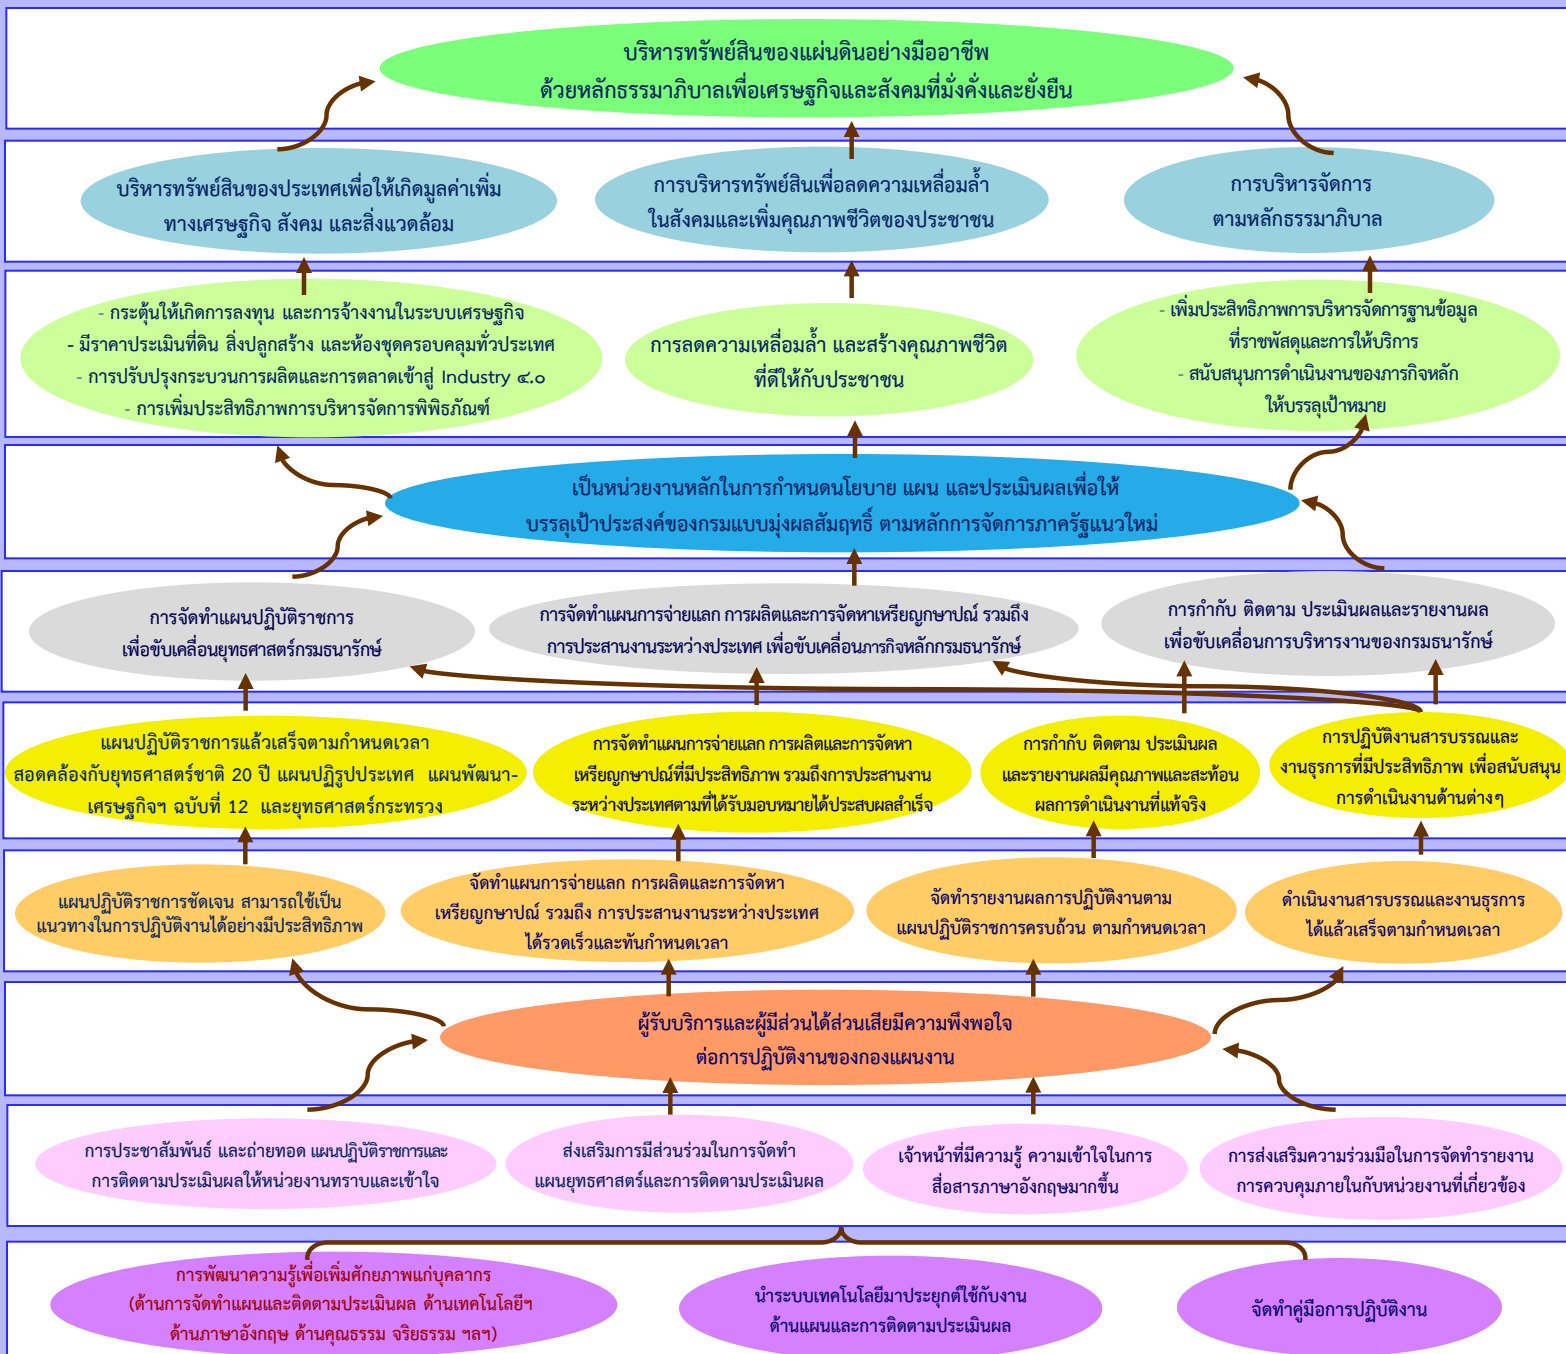 บริหารทรัพย์สินของแผ่นดินอย่างมืออาชีพ
ด้วยหลักธรรมาภิบาลเพื่อเศรษฐกิจและสังคมที่มั่งคั่งและยั่งยืน
บริหารทรัพย์สินของประเทศเพื่อให้เกิดมูลค่าเพิ่ม
ทางเศรษฐกิจ สังคม และสิ่งแวดล้อม
การบริหารทรัพย์สินเพื่อลดความเหลื่อมล้ำ
ในสังคมและเพิ่มคุณภาพชีวิตของประชาชน
การบริหารจัดการ
ตามหลักธรรมาภิบาล
- กระตุ้นให้เกิดการลงทุน และการจ้างงานในระบบเศรษฐกิจ
- มีราคาประเมินที่ดิน สิ่งปลูกสร้าง และห้องชุดครอบคลุมทั่วประเทศ
- การปรับปรุงกระบวนการผลิตและการตลาดเข้าสู่ Industry ๔.๐
- การเพิ่มประสิทธิภาพการบริหารจัดการพิพิธภัณฑ์
การลดความเหลื่อมล้ำ และสร้างคุณภาพชีวิต
ที่ดีให้กับประชาชน
- เพิ่มประสิทธิภาพการบริหารจัดการฐานข้อมูล
ที่ราชพัสดุและการให้บริการ
- สนับสนุนการดำเนินงานของภารกิจหลัก
ให้บรรลุเป้าหมาย
เป็นหน่วยงานหลักในการกำหนดนโยบาย แผน และประเมินผลเพื่อให้
บรรลุเป้าประสงค์ของกรมแบบมุ่งผลสัมฤทธิ์ ตามหลักการจัดการภาครัฐแนวใหม่
การจัดทำแผนปฏิบัติราชการ
เพื่อขับเคลื่อนยุทธศาสตร์กรมธนารักษ์
การจัดทำแผนการจ่ายแลก การผลิตและการจัดหาเหรียญกษาปณ์ รวมถึง
การประสานงานระหว่างประเทศ เพื่อขับเคลื่อนภารกิจหลักกรมธนารักษ์
การกำกับ ติดตาม ประเมินผลและรายงานผล
เพื่อขับเคลื่อนการบริหารงานของกรมธนารักษ์
แผนปฏิบัติราชการแล้วเสร็จตามกำหนดเวลา
สอดคล้องกับยุทธศาสตร์ชาติ 20 ปี แผนปฏิรูปประเทศ แผนพัฒนา-
เศรษฐกิจฯ ฉบับที่ 12 และยุทธศาสตร์กระทรวง
การจัดทำแผนการจ่ายแลก การผลิตและการจัดหา
เหรียญกษาปณ์ที่มีประสิทธิภาพ รวมถึงการประสานงาน
ระหว่างประเทศตามที่ได้รับมอบหมายได้ประสบผลสำเร็จ
การกำกับ ติดตาม ประเมินผล
และรายงานผลมีคุณภาพและสะท้อน
ผลการดำเนินงานที่แท้จริง
การปฏิบัติงานสารบรรณและ
งานธุรการที่มีประสิทธิภาพ เพื่อสนับสนุน
การดำเนินงานด้านต่างๆ
แผนปฏิบัติราชการชัดเจน สามารถใช้เป็น
แนวทางในการปฏิบัติงานได้อย่างมีประสิทธิภาพ
จัดทำแผนการจ่ายแลก การผลิตและการจัดหา
เหรียญกษาปณ์ รวมถึง การประสานงานระหว่างประเทศ
ได้รวดเร็วและทันกำหนดเวลา
จัดทำรายงานผลการปฏิบัติงานตาม
แผนปฏิบัติราชการครบถ้วน ตามกำหนดเวลา
ดำเนินงานสารบรรณและงานธุรการ
ได้แล้วเสร็จตามกำหนดเวลา
ผู้รับบริการและผู้มีส่วนได้ส่วนเสียมีความพึงพอใจ
ต่อการปฏิบัติงานของกองแผนงาน
การประชาสัมพันธ์ และถ่ายทอด แผนปฏิบัติราชการและ
การติดตามประเมินผลให้หน่วยงานทราบและเข้าใจ
ส่งเสริมการมีส่วนร่วมในการจัดทำ
แผนยุทธศาสตร์และการติดตามประเมินผล
เจ้าหน้าที่มีความรู้ ความเข้าใจในการ
สื่อสารภาษาอังกฤษมากขึ้น
การส่งเสริมความร่วมมือในการจัดทำรายงาน
การควบคุมภายในกับหน่วยงานที่เกี่ยวข้อง
การพัฒนาความรู้เพื่อเพิ่มศักยภาพแก่บุคลากร
(ด้านการจัดทำแผนและติดตามประเมินผล ด้านเทคโนโลยีฯ
ด้านภาษาอังกฤษ ด้านคุณธรรม จริยธรรม ฯลฯ)
นำระบบเทคโนโลยีมาประยุกต์ใช้กับงาน
ด้านแผนและการติดตามประเมินผล
จัดทำคู่มือการปฏิบัติงาน